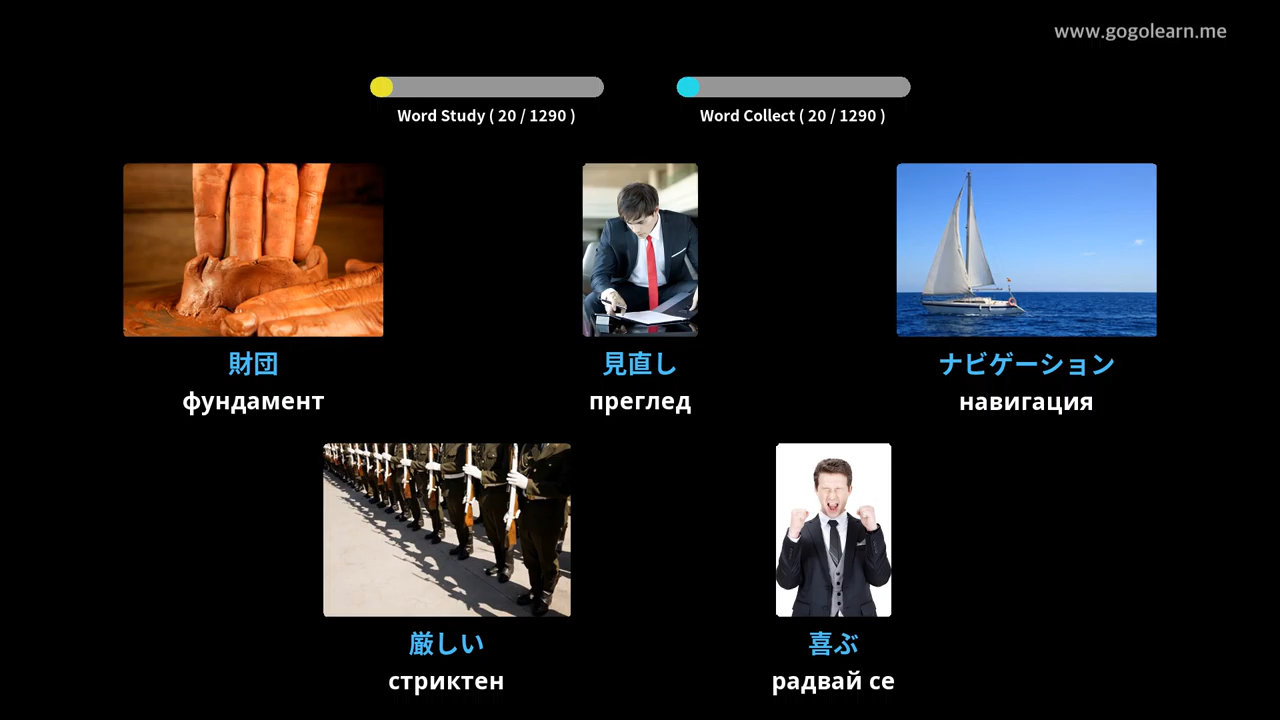 www.gogolearn.me
Word Study ( 20 / 1290 )
Word Collect ( 20 / 1290 )
財団
фундамент
見直し
преглед
ナビゲーション
навигация
厳しい
стриктен
喜ぶ
радвай се